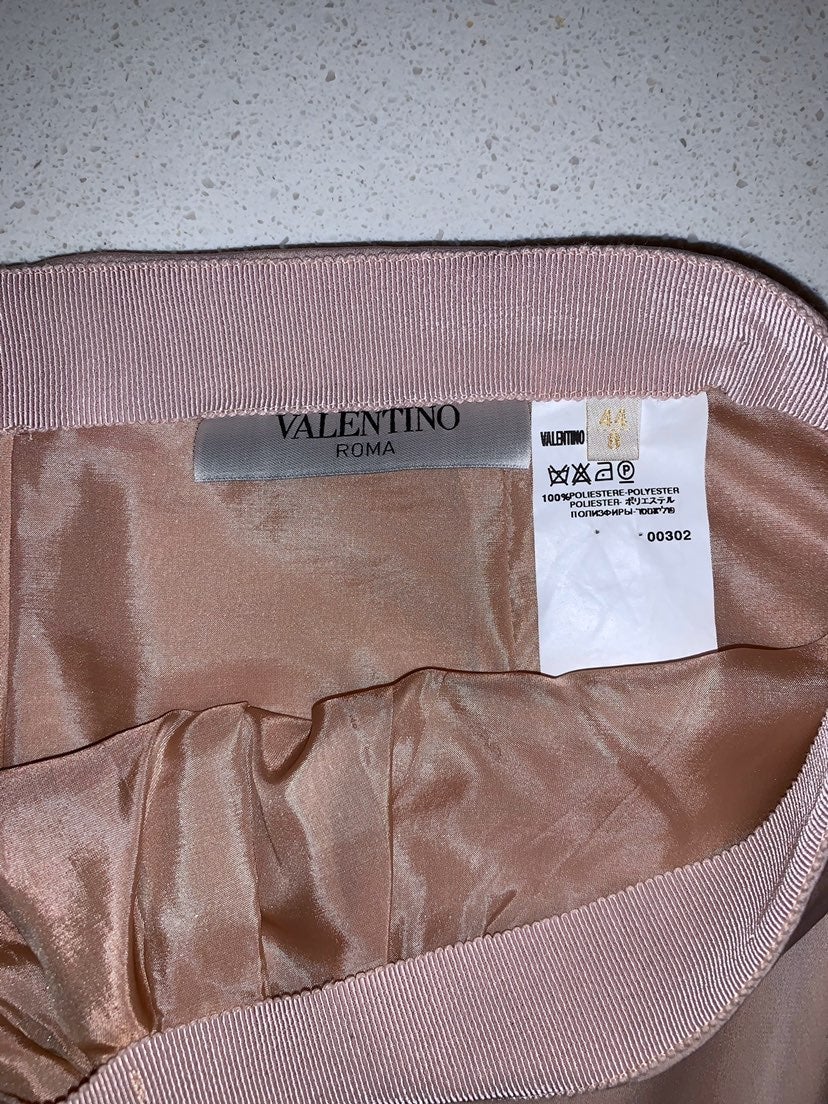 VALENTINO
ROMA
44
8
VALENTINO
100%POLIESTERE-POLYESTER
POLIESTER- ポリエステル
00302